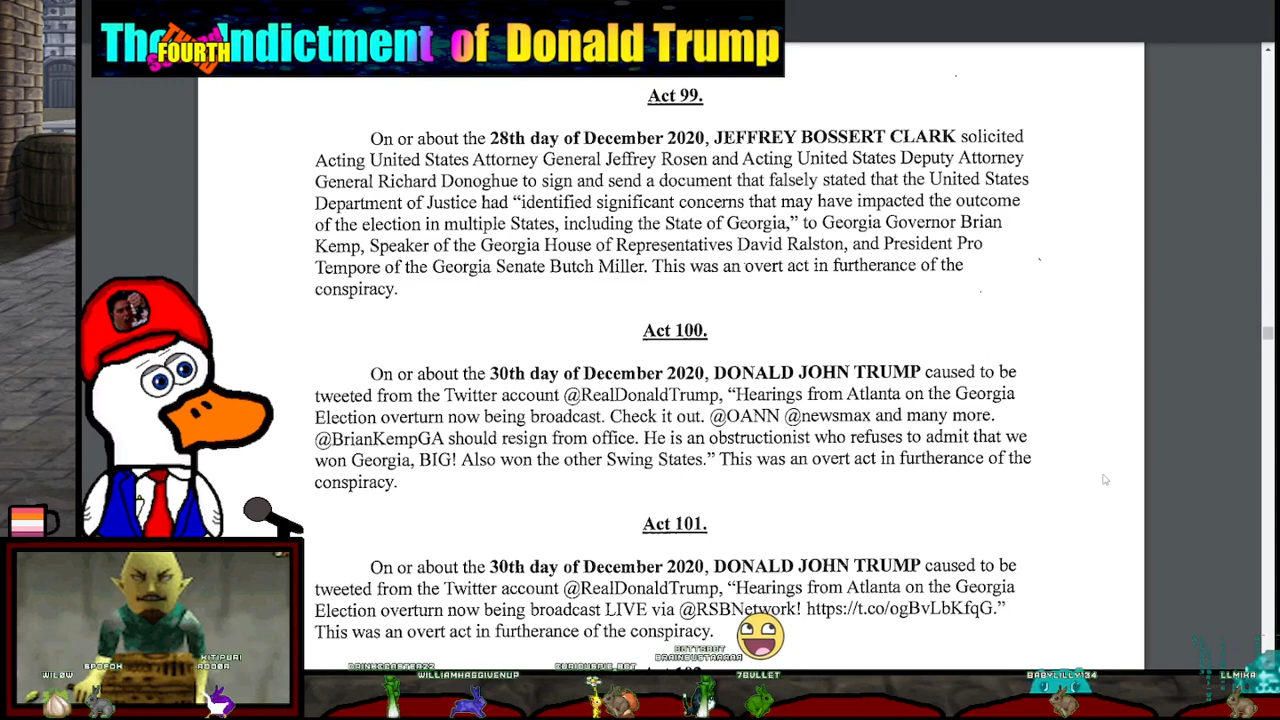 The FOURTH Indictment of Donald Trump
Act 99.
On or about the 28th day of December 2020, JEFFREY BOSSERT CLARK solicited
Acting United States Attorney General Jeffrey Rosen and Acting United States Deputy Attorney
General Richard Donoghue to sign and send a document that falsely stated that the United States
Department of Justice had “identified significant concerns that may have impacted the outcome
of the election in multiple States, including the State of Georgia,” to Georgia Governor Brian
Kemp, Speaker of the Georgia House of Representatives David Ralston, and President Pro
Tempore of the Georgia Senate Butch Miller. This was an overt act in furtherance of the
conspiracy.
Act 100.
On or about the 30th day of December 2020, DONALD JOHN TRUMP caused to be
tweeted from the Twitter account @RealDonaldTrump, “Hearings from Atlanta on the Georgia
Election overturn now being broadcast. Check it out. @OANN @newsmax and many more.
@BrianKempGA should resign from office. He is an obstructionist who refuses to admit that we
won Georgia, BIG! Also won the other Swing States.” This was an overt act in furtherance of the
conspiracy.
Act 101.
On or about the 30th day of December 2020, DONALD JOHN TRUMP caused to be
tweeted from the Twitter account @RealDonaldTrump, “Hearings from Atlanta on the Georgia
Election overturn now being broadcast LIVE via @RSBNetwork! https://t.co/ogBvLbKfqG.”
This was an overt act in furtherance of the conspiracy.
WILOW
SPOFOH
WILLIAMHASGIVENUP
7BULLET
BABYLILLY134
LLMIKA